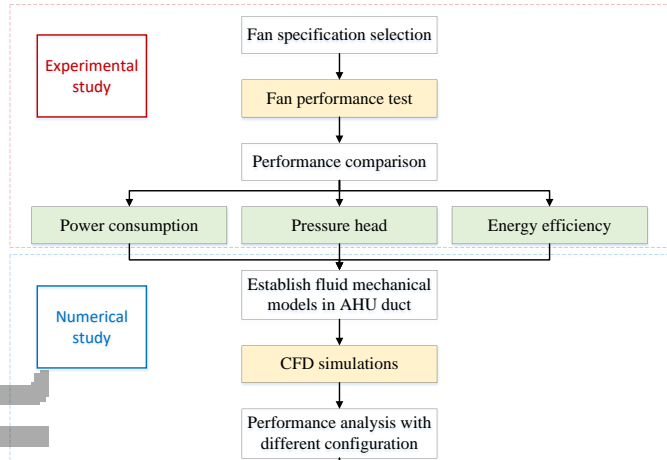 Fan specification selection
Experimental
study
Fan performance test
Performance comparison
Power consumption
Pressure head
Energy efficiency
Establish fluid mechanical
models in AHU duct
Numerical
study
CFD simulations
Performance analysis with
different configuration